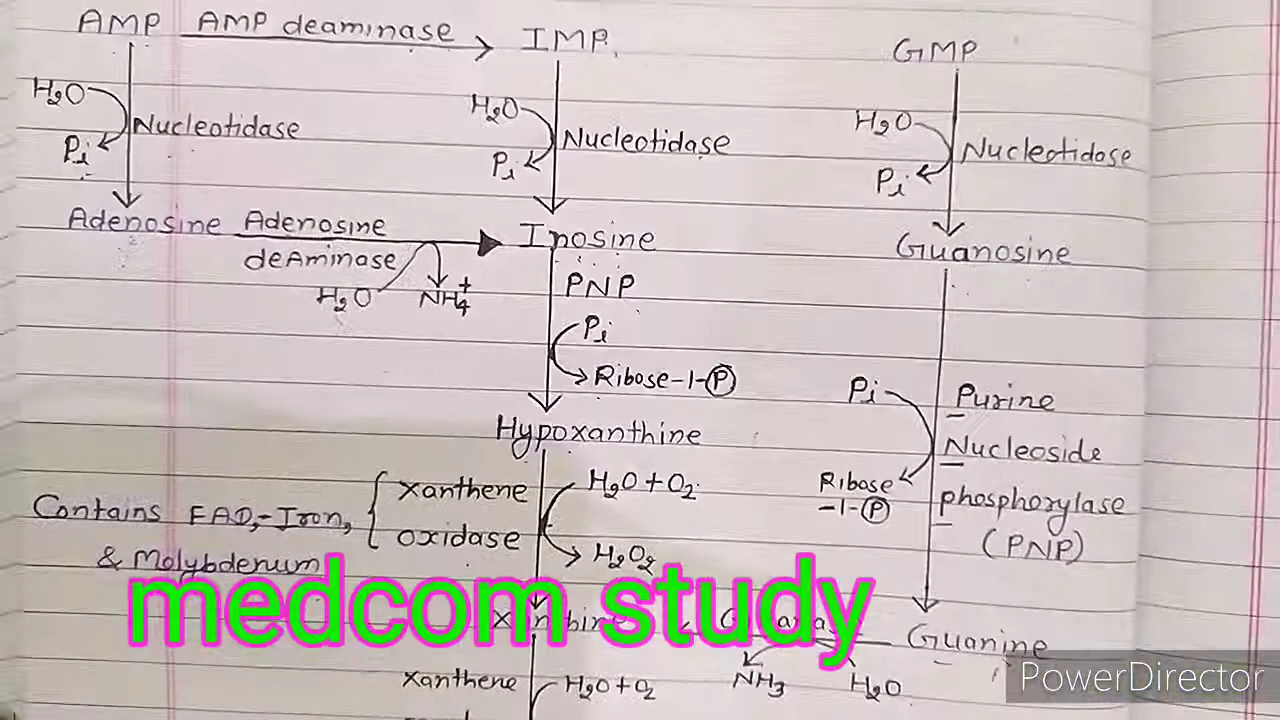 AMP AMP deaminase IMP. GMP
H2O H2O H2O
Nucleotidase Nucleotidase Nucleotidase
Pi Pi Pi
Adenosine Adenosine Inosine Guanosine
deaminase
H2O NH4+
PNP
Pi
Ribose-1-P
Pi Purine
Hypoxanthine
Nucleoside
Ribose
-1-P
phosphorylase
(PNP)
Xanthene H2O+O2
Contains FAD,-Iron,
oxidase
H2O2
& Molybdenum
medcom study
Guanine
NH3 H2O
xanthene H2O+O2
PowerDirector